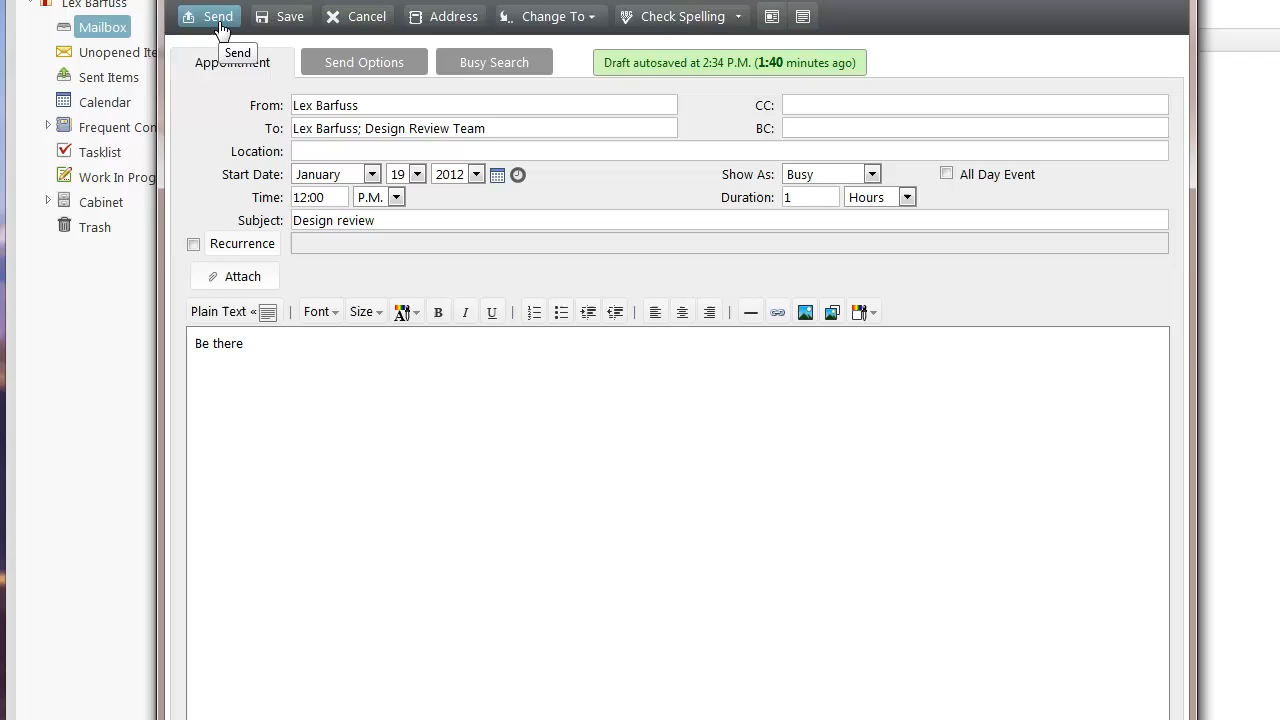 Lex Barfuss
Mailbox
Unopened Ite
Sent Items
Calendar
Frequent Con
Tasklist
Work In Prog
Cabinet
Trash
Send Save Cancel Address Change To Check Spelling
Send
Appointment Send Options Busy Search Draft autosaved at 2:34 P.M. (1:40 minutes ago)
From: Lex Barfuss CC:
To: Lex Barfuss; Design Review Team BC:
Location:
Start Date: January 19 2012 Show As: Busy All Day Event
Time: 12:00 P.M. Duration: 1 Hours
Subject: Design review
Recurrence
Attach
Plain Text « | Font Size A B I U | | |
Be there